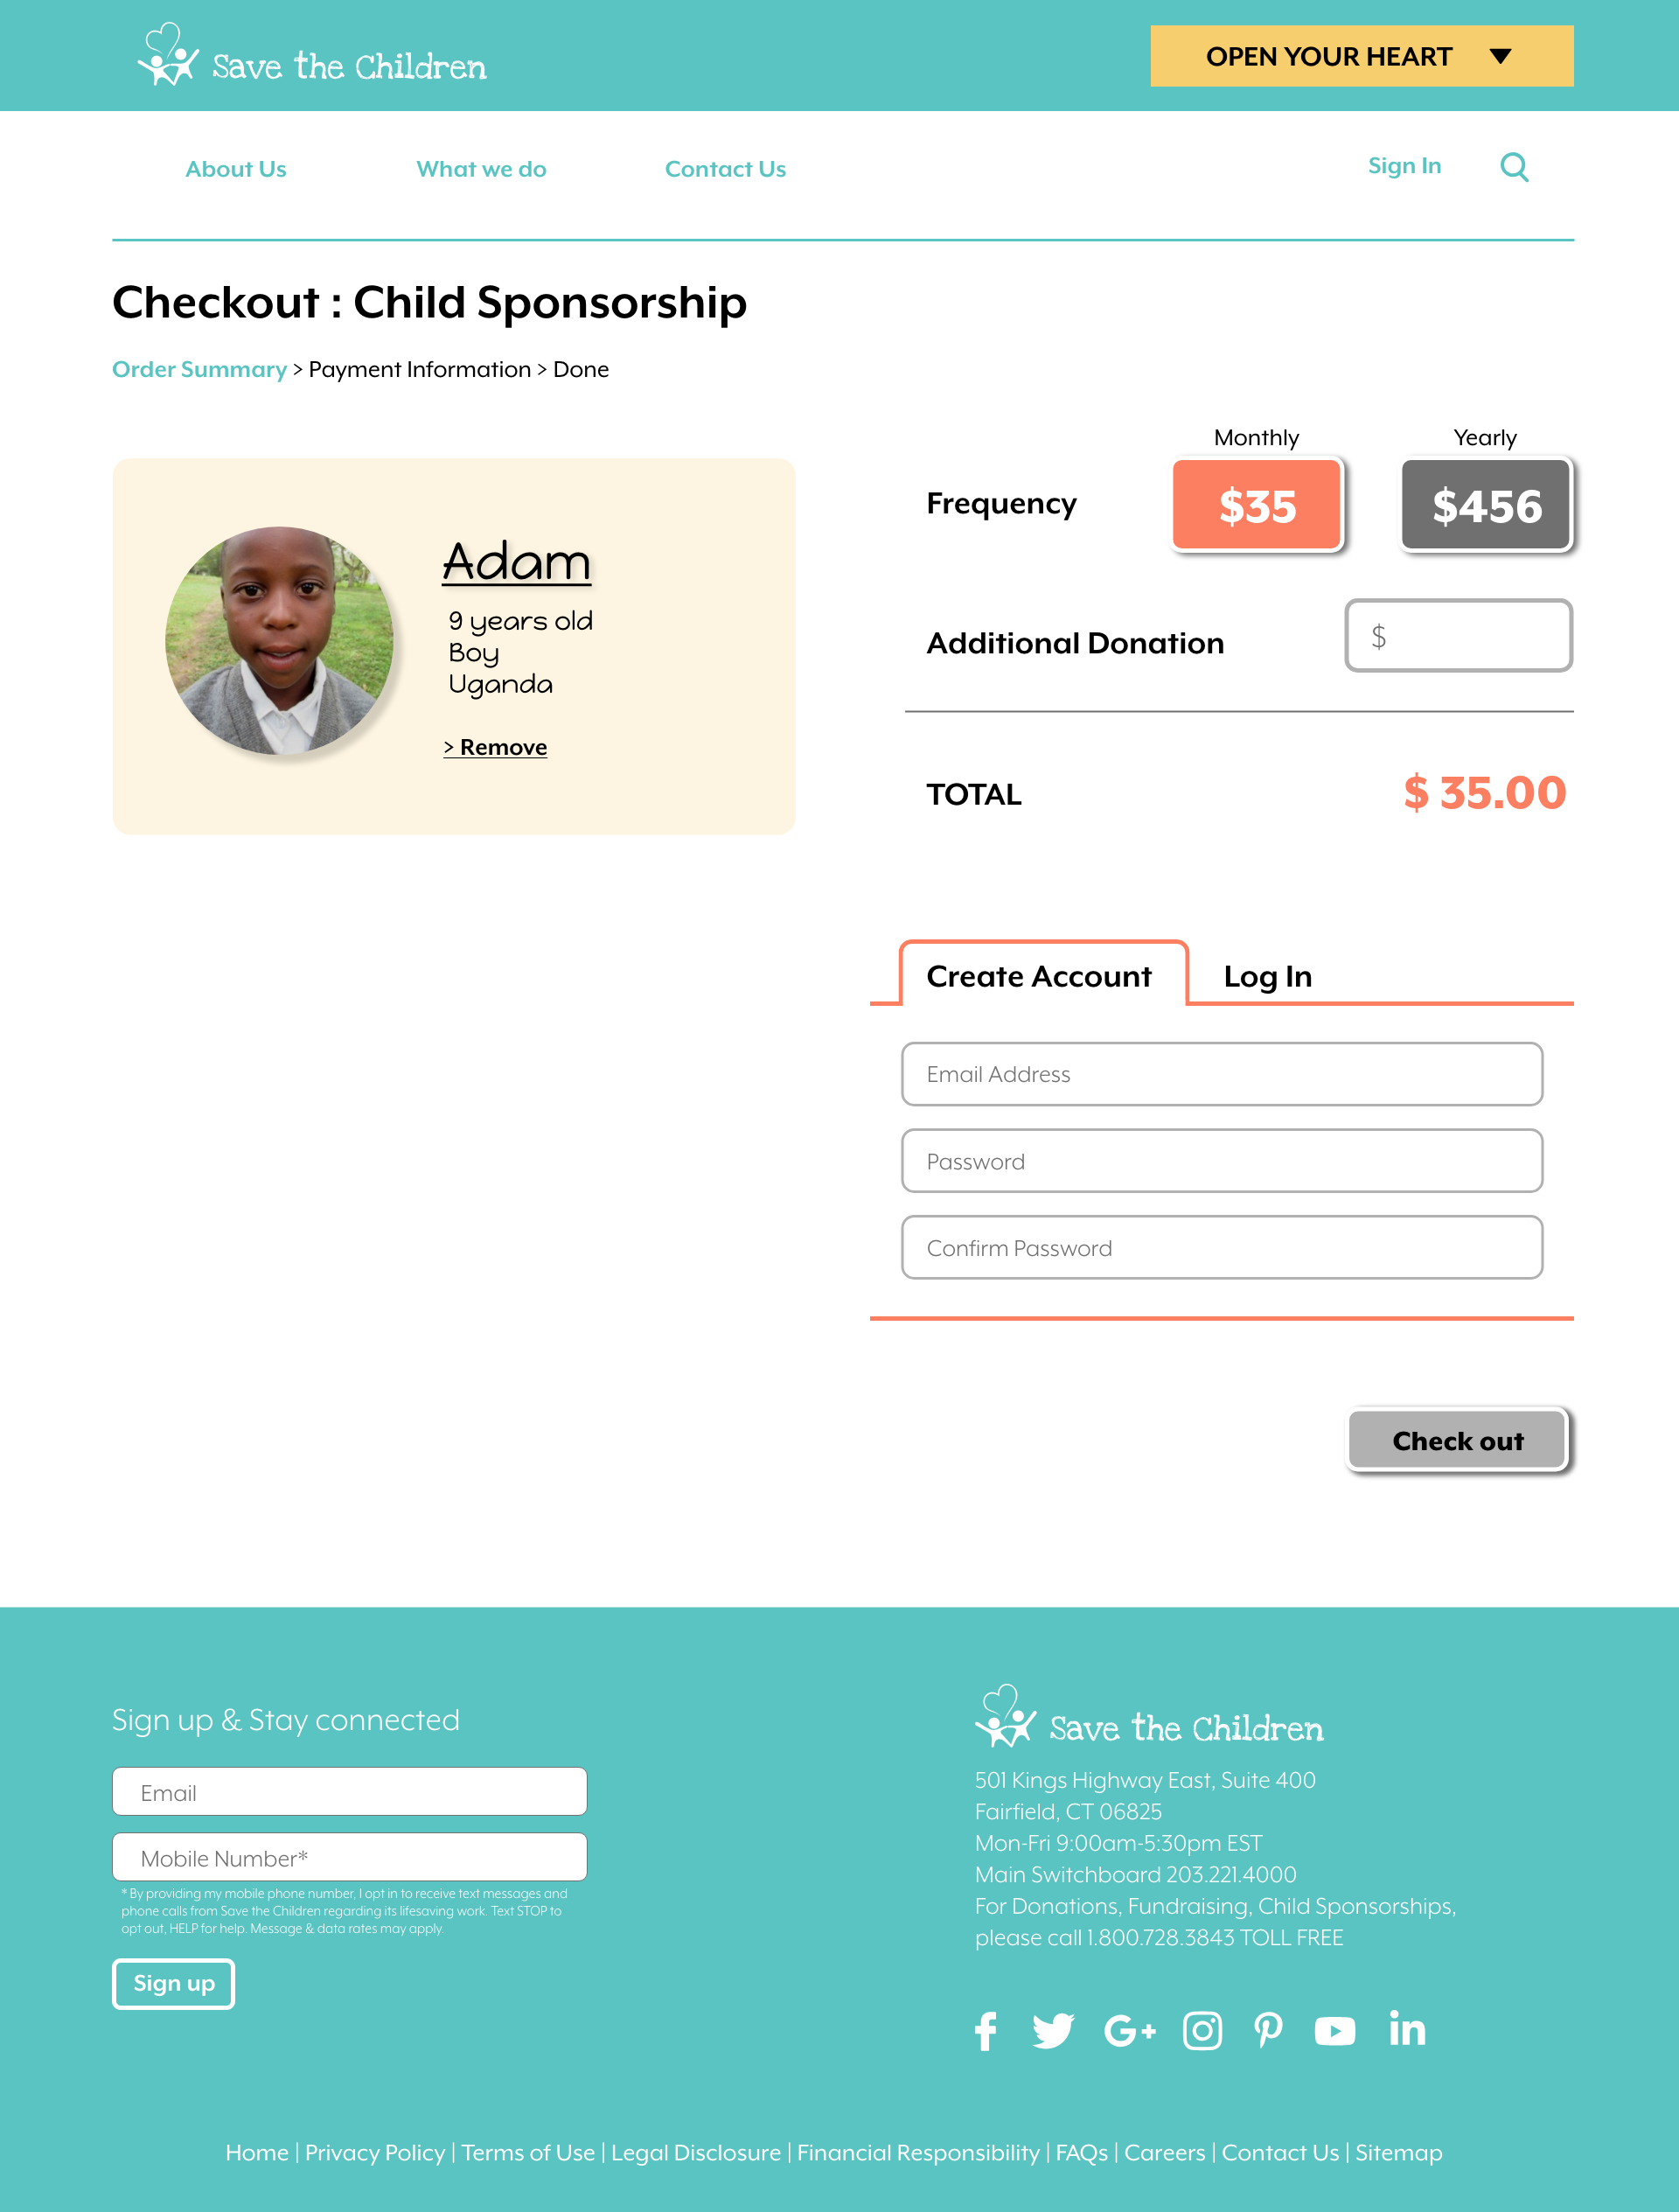 Save the Children
OPEN YOUR HEART
About Us
What we do
Contact Us
Sign In
Checkout : Child Sponsorship
Order Summary > Payment Information > Done
Adam
9 years old
Boy
Uganda
> Remove
Monthly
Yearly
Frequency
$35
$456
Additional Donation
$
TOTAL
$ 35.00
Create Account
Log In
Email Address
Password
Confirm Password
Check out
Sign up & Stay connected
Email
Mobile Number*
* By providing my mobile phone number, I opt in to receive text messages and
phone calls from Save the Children regarding its lifesaving work. Text STOP to
opt out, HELP for help. Message & data rates may apply.
Sign up
Save the Children
501 Kings Highway East, Suite 400
Fairfield, CT 06825
Mon-Fri 9:00am-5:30pm EST
Main Switchboard 203.221.4000
For Donations, Fundraising, Child Sponsorships,
please call 1.800.728.3843 TOLL FREE
Home | Privacy Policy | Terms of Use | Legal Disclosure | Financial Responsibility | FAQs | Careers | Contact Us | Sitemap